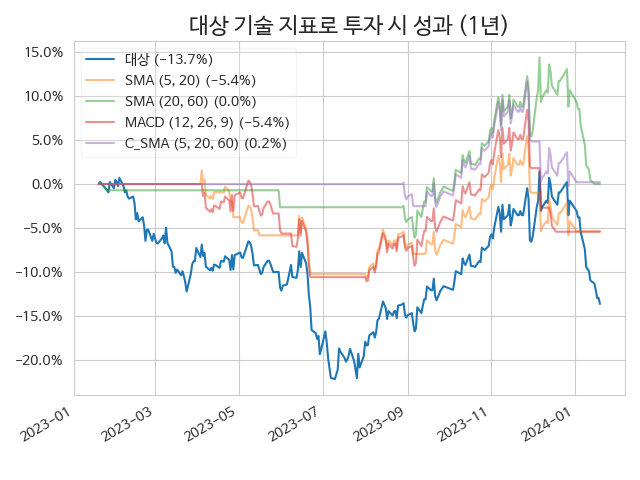 대상 기술 지표로 투자 시 성과 (1년)
15.0%
10.0%
5.0%
0.0%
−5.0%
−10.0%
−15.0%
−20.0%
대상 (−13.7%)
SMA (5, 20) (−5.4%)
SMA (20, 60) (0.0%)
MACD (12, 26, 9) (−5.4%)
C_SMA (5, 20, 60) (0.2%)
2023-01
2023-03
2023-05
2023-07
2023-09
2023-11
2024-01